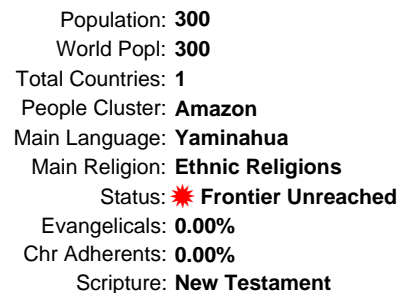 Population: 300
World Popl: 300
Total Countries: 1
People Cluster: Amazon
Main Language: Yaminahua
Main Religion: Ethnic Religions
Status: Frontier Unreached
Evangelicals: 0.00%
Chr Adherents: 0.00%
Scripture: New Testament